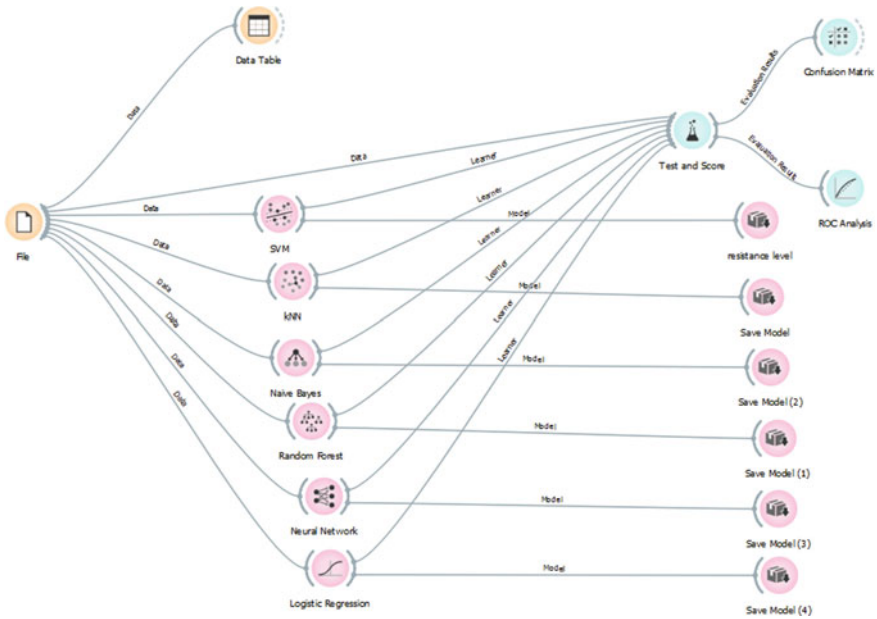 Data Table
Confusion Matrix
Evaluation Results
Data
Test and Score
Data
Learner
Evaluation Result
ROC Analysis
File
Data
SVM
Learner
Model
resistance level
Data
kNN
Learner
Model
Save Model
Data
Naive Bayes
Learner
Model
Save Model (2)
Data
Random Forest
Learner
Model
Save Model (1)
Data
Neural Network
Learner
Model
Save Model (3)
Data
Logistic Regression
Model
Save Model (4)